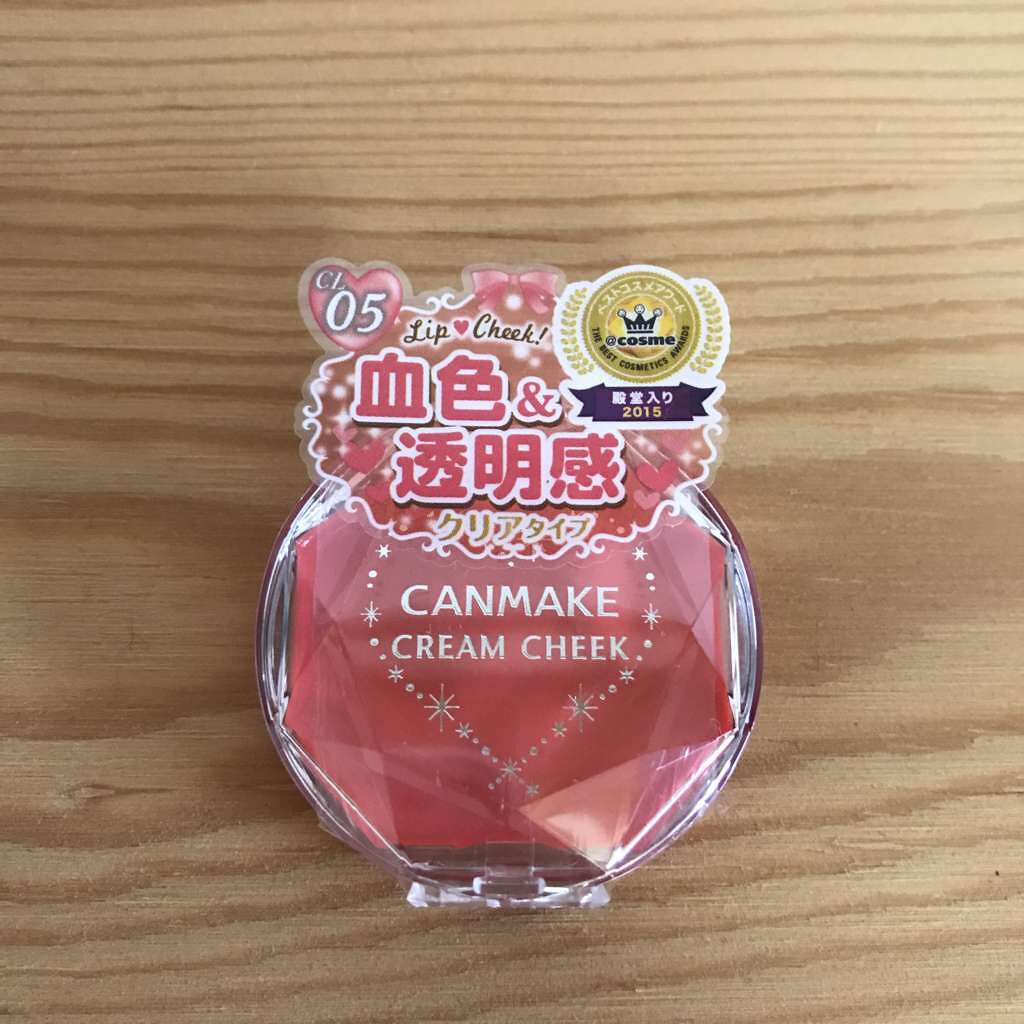 CL
05
Lip♥Cheek!
血色&
透明感
クリアタイプ
ベストコスメアワード
@cosme
THE BEST COSMETICS AWARDS
殿堂入り
2015
CANMAKE
CREAM CHEEK